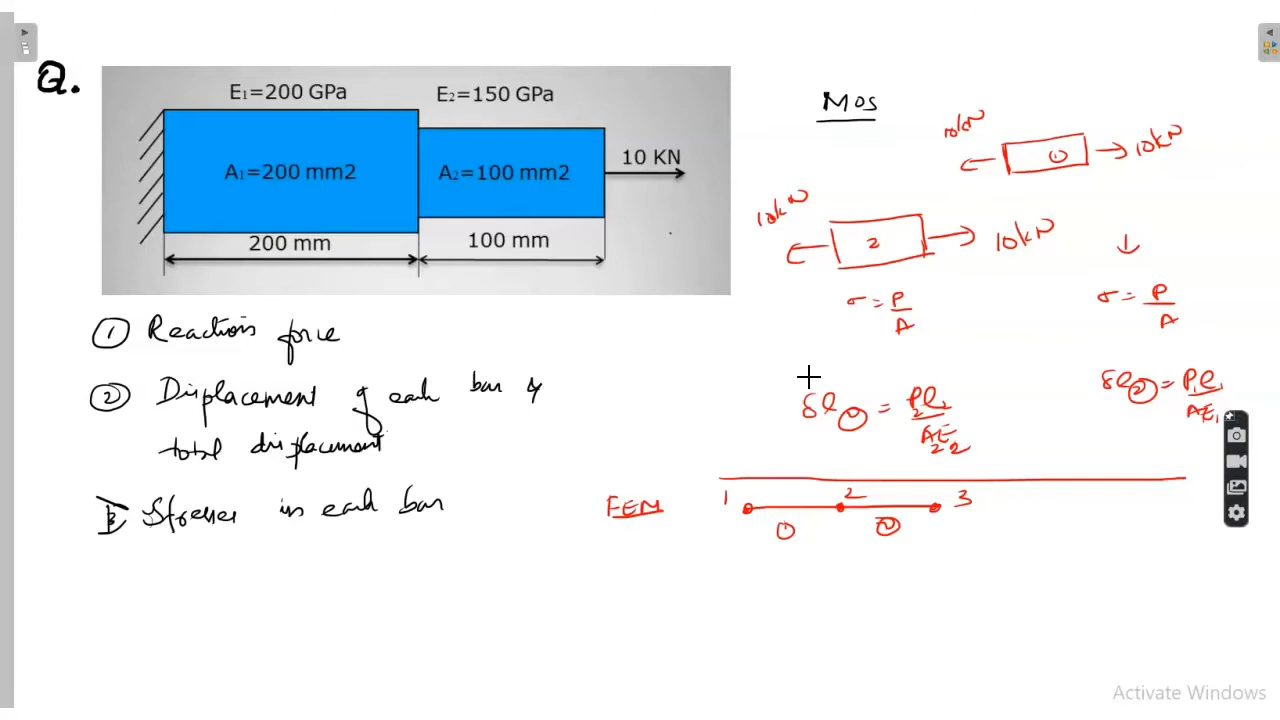 Q.
E₁=200 GPa
E₂=150 GPa
A₁=200 mm2
A₂=100 mm2
10 KN
200 mm
100 mm
① Reactions force
② Displacement of each bar &
total displacement
3 Stresses in each bar
MOS
10kN ① 10kN
10kN 2 10kN
↓
σ = P/A
σ = P/A
δl② = P₁l₁/AE₁
δl = P₂l₂/A₂E₂
FEM
1 2 3
① ②
Activate Windows